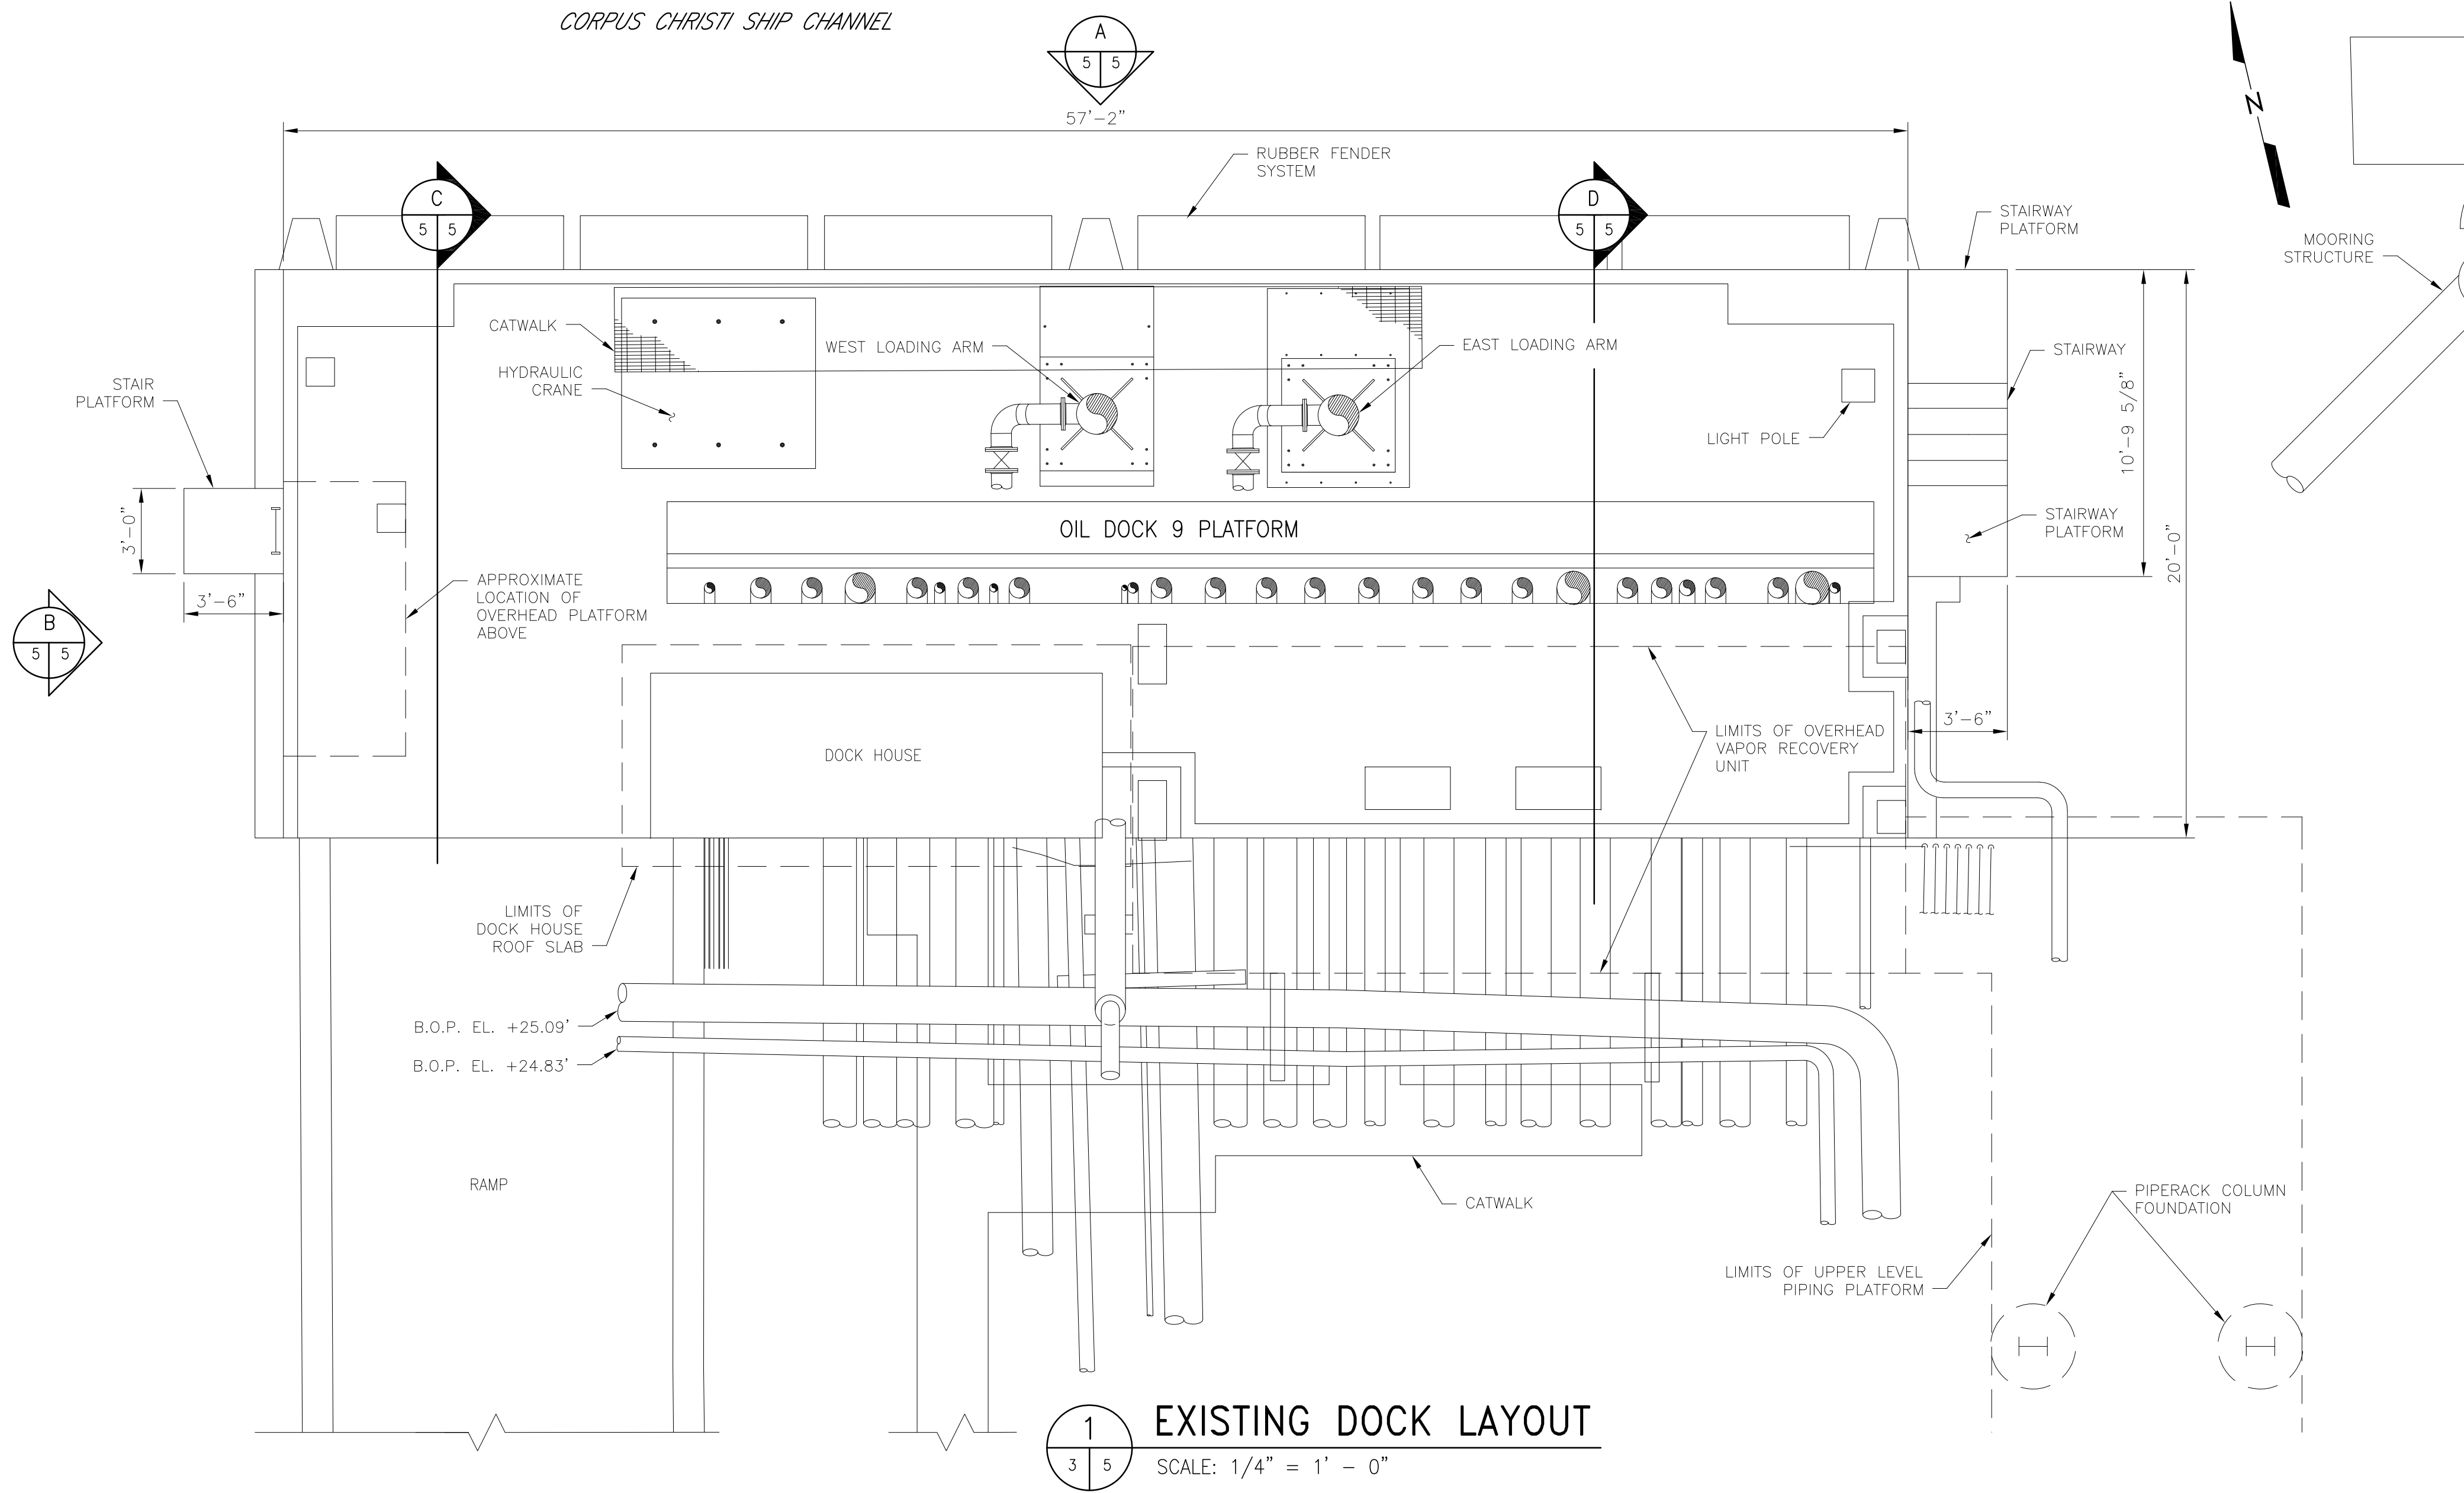 CORPUS CHRISTI SHIP CHANNEL
A
5 5
57'-2"
N
RUBBER FENDER
SYSTEM
C
5 5
D
5 5
STAIRWAY
PLATFORM
MOORING
STRUCTURE
CATWALK
WEST LOADING ARM
EAST LOADING ARM
STAIRWAY
HYDRAULIC
CRANE
STAIR
PLATFORM
LIGHT POLE
10'-9 5/8"
3'-0"
OIL DOCK 9 PLATFORM
STAIRWAY
PLATFORM
20'-0"
3'-6"
APPROXIMATE
LOCATION OF
OVERHEAD PLATFORM
ABOVE
B
5 5
3'-6"
DOCK HOUSE
LIMITS OF OVERHEAD
VAPOR RECOVERY
UNIT
LIMITS OF
DOCK HOUSE
ROOF SLAB
B.O.P. EL. +25.09'
B.O.P. EL. +24.83'
RAMP
CATWALK
PIPERACK COLUMN
FOUNDATION
LIMITS OF UPPER LEVEL
PIPING PLATFORM
1
3 5
EXISTING DOCK LAYOUT
SCALE: 1/4" = 1' - 0"